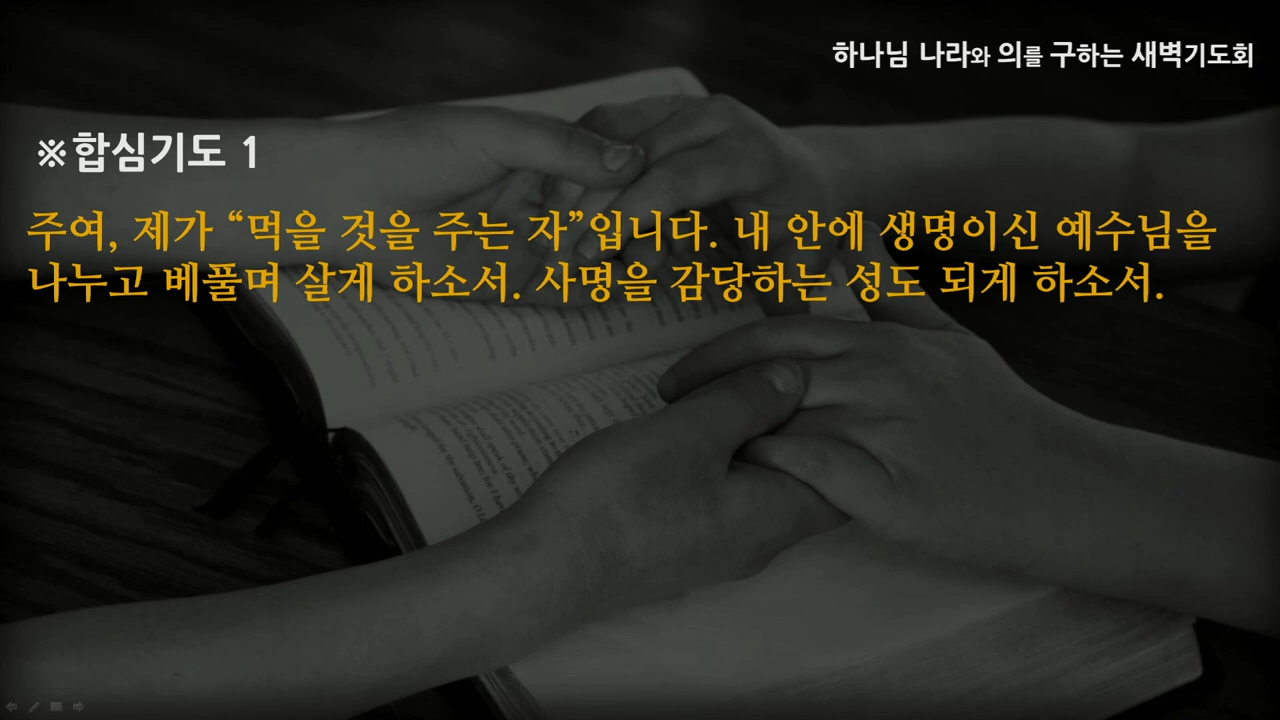 하나님 나라와 의를 구하는 새벽기도회
※합심기도 1
주여, 제가 “먹을 것을 주는 자”입니다. 내 안에 생명이신 예수님을
나누고 베풀며 살게 하소서. 사명을 감당하는 성도 되게 하소서.